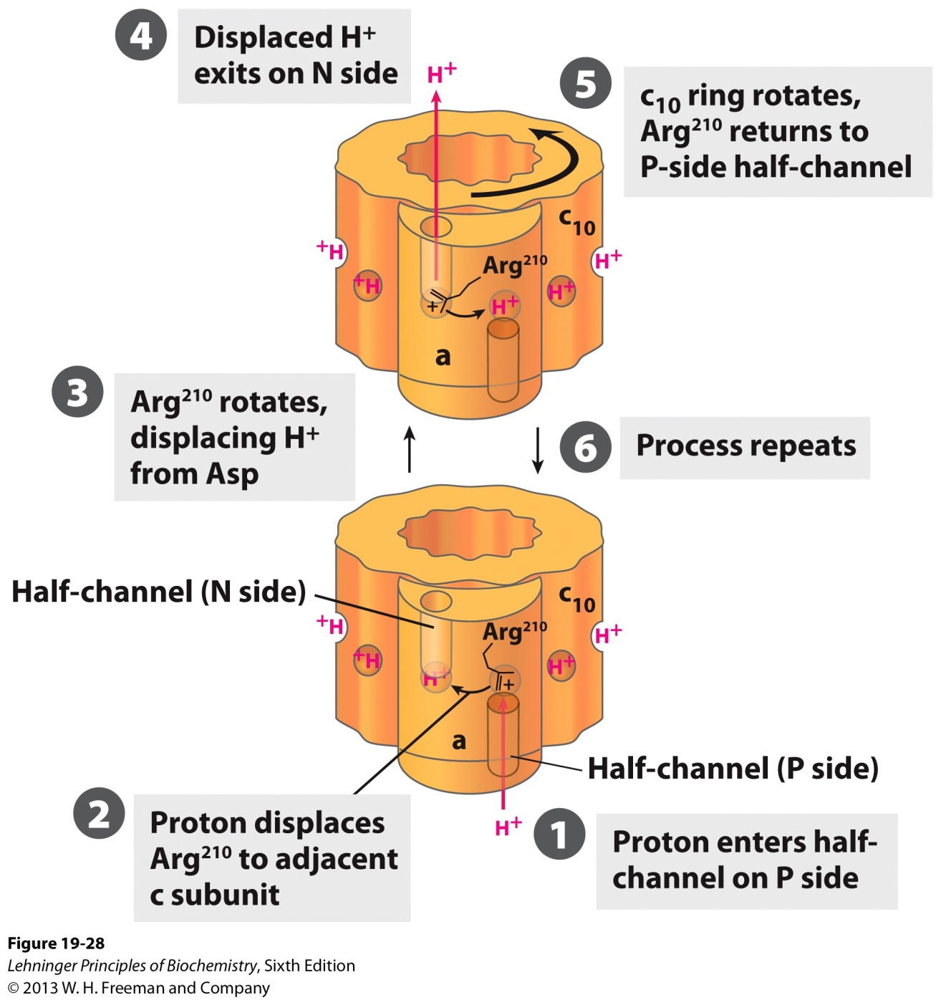 4
Displaced H+
exits on N side
H+
5
c10 ring rotates,
Arg210 returns to
P-side half-channel
c10
+H
H+
Arg210
+H
H+
H+
+
a
3
Arg210 rotates,
displacing H+
from Asp
6
Process repeats
Half-channel (N side)
c10
+H
Arg210
H+
+H
H+
H+
+
a
Half-channel (P side)
2
Proton displaces
Arg210 to adjacent
c subunit
H+
1
Proton enters half-
channel on P side
Figure 19-28
Lehninger Principles of Biochemistry, Sixth Edition
© 2013 W. H. Freeman and Company